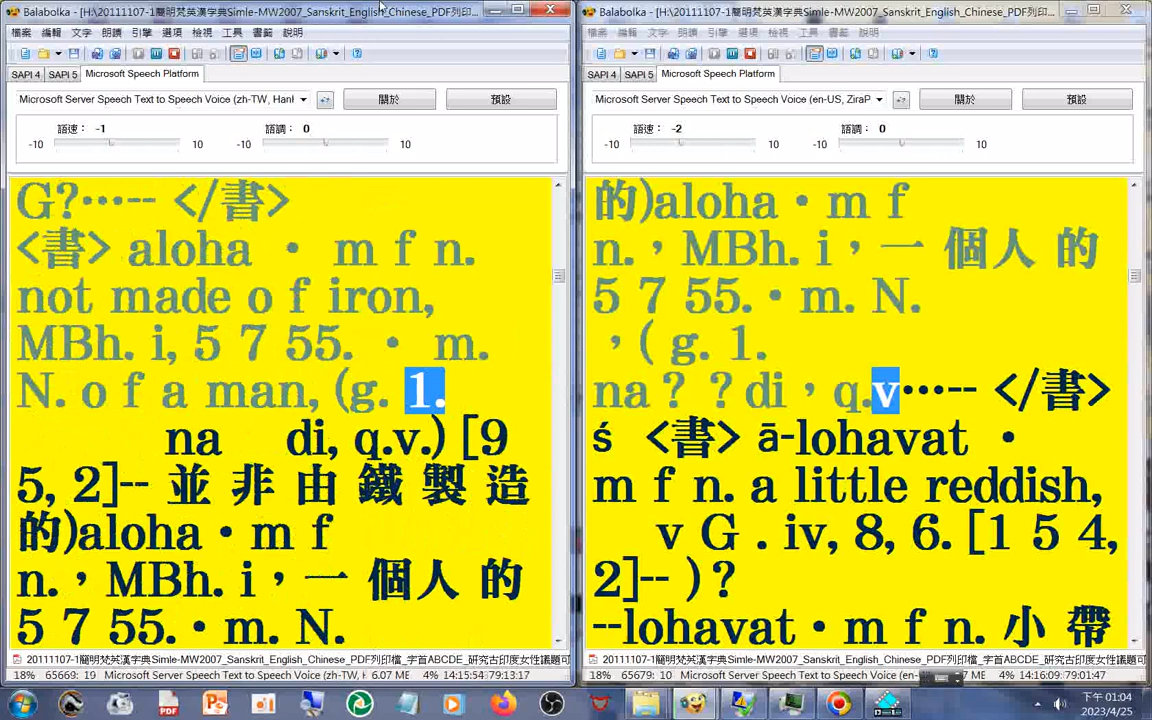 Balabolka - [H:\20111107-1簡明梵英漢字典Simle-MW2007_Sanskrit_English_Chinese_PDF列印...
檔案 編輯 文字 朗讀 引擎 選項 檢視 工具 書籤 說明
SAPI 4 SAPI 5 Microsoft Speech Platform
Microsoft Server Speech Text to Speech Voice (zh-TW, Hanl 關於 預設
語速： -1 語調： 0
-10 10 -10 10
G?…-- </書>
<書> aloha • m f n.
not made o f iron,
MBh. i, 5 7 55. • m.
N. o f a man, (g. 1.
na di, q.v.) [9
5, 2]-- 並 非 由 鐵 製 造
的)aloha・m f
n.，MBh. i，一 個人 的
5 7 55.・m. N.
20111107-1簡明梵英漢字典Simle-MW2007_Sanskrit_English_Chinese_PDF列印檔_字首ABCDE_研究古印度女性議題可
18% 65669: 19 Microsoft Server Speech Text to Speech Voice (zh-TW, 6.07 ME 4% 14:15:54/79:13:17
Balabolka - [H:\20111107-1簡明梵英漢字典Simle-MW2007_Sanskrit_English_Chinese_PDF列印...
檔案 編輯 文字 朗讀 引擎 選項 檢視 工具 書籤 說明
SAPI 4 SAPI 5 Microsoft Speech Platform
Microsoft Server Speech Text to Speech Voice (en-US, ZiraP 關於 預設
語速： -2 語調： 0
-10 10 -10 10
的)aloha・m f
n.，MBh. i，一 個人 的
5 7 55.・m. N.
，( g. 1.
na？？di，q.v…-- </書>
ś <書> ā-lohavat •
m f n. a little reddish,
v G . iv, 8, 6. [1 5 4,
2]-- )？
--lohavat・m f n. 小 帶
20111107-1簡明梵英漢字典Simle-MW2007_Sanskrit_English_Chinese_PDF列印檔_字首ABCDE_研究古印度女性議題可
18% 65679: 10 Microsoft Server Speech Text to Speech Voice (en-US, ME 4% 14:16:09/79:01:47
下午 01:04
2023/4/25